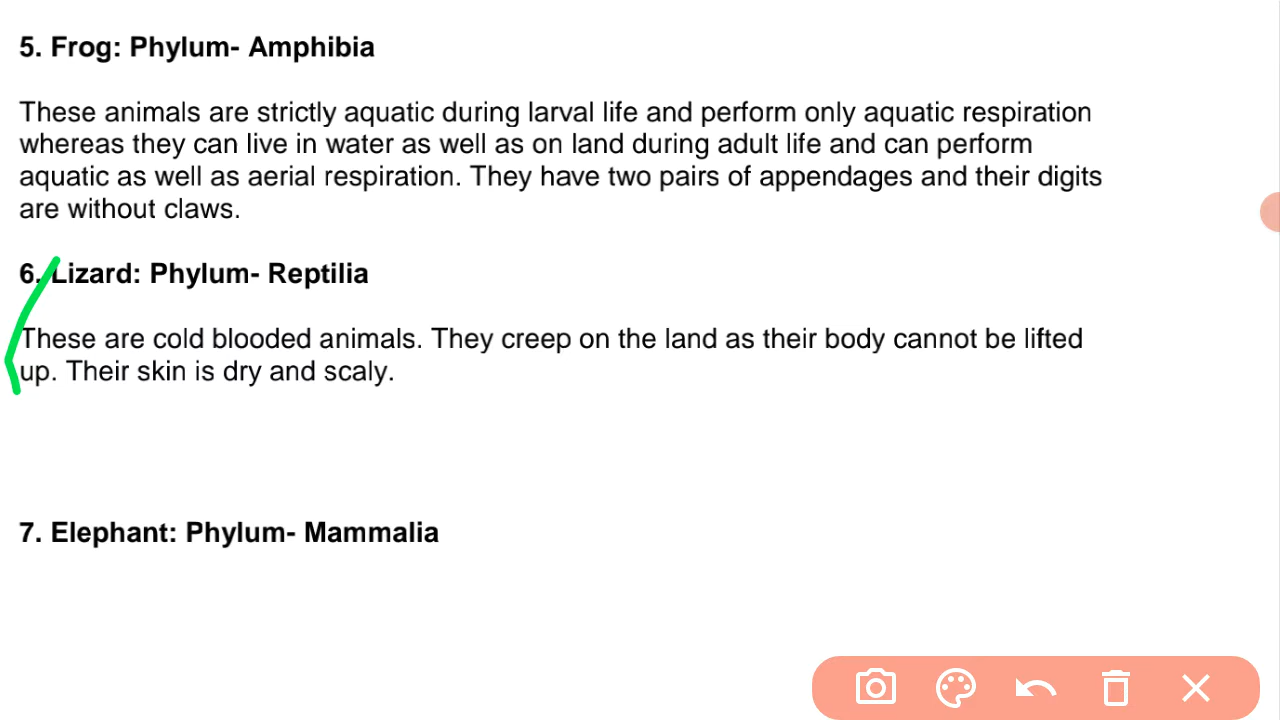 5. Frog: Phylum- Amphibia
These animals are strictly aquatic during larval life and perform only aquatic respiration
whereas they can live in water as well as on land during adult life and can perform
aquatic as well as aerial respiration. They have two pairs of appendages and their digits
are without claws.
6. Lizard: Phylum- Reptilia
These are cold blooded animals. They creep on the land as their body cannot be lifted
up. Their skin is dry and scaly.
7. Elephant: Phylum- Mammalia